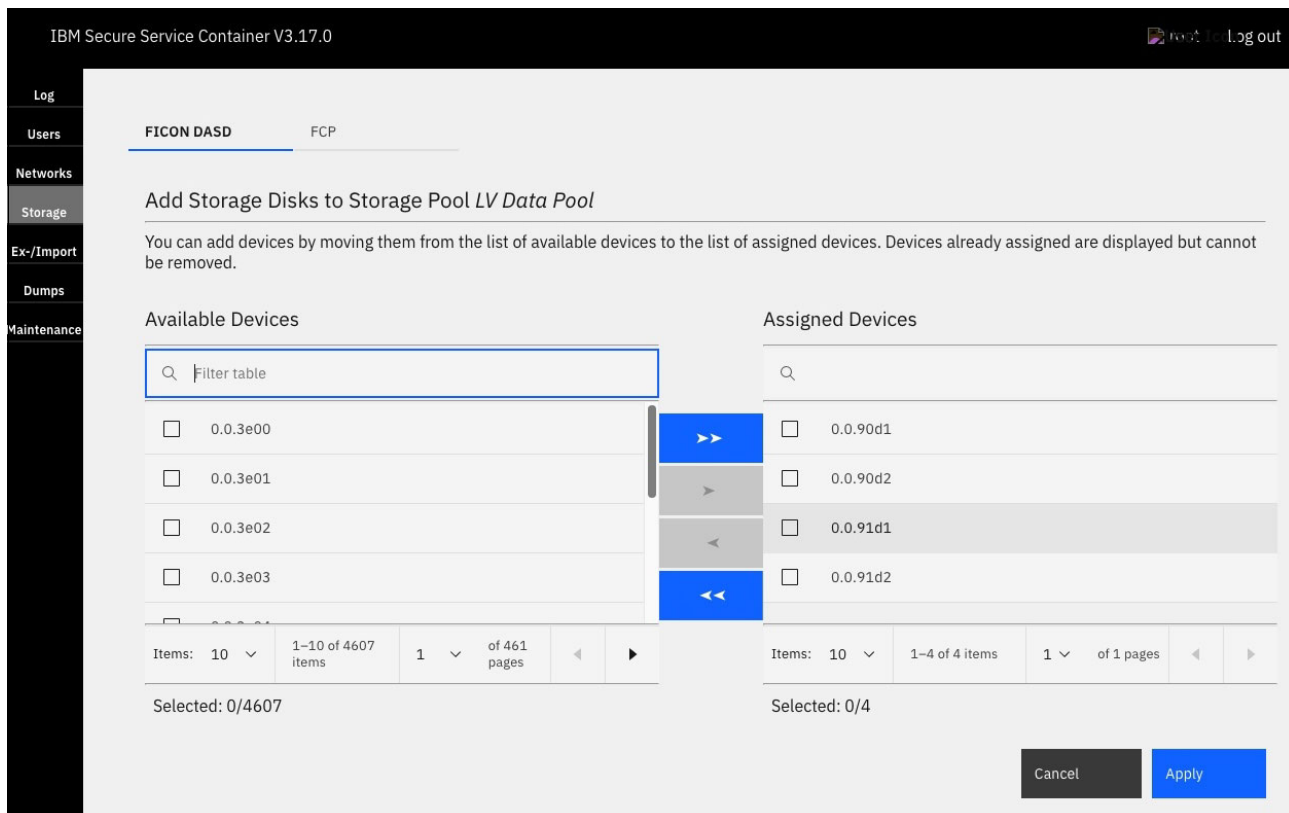 IBM Secure Service Container V3.17.0
Log out
Log
Users
Networks
Storage
Ex-/Import
Dumps
Maintenance
FICON DASD
FCP
Add Storage Disks to Storage Pool LV Data Pool
You can add devices by moving them from the list of available devices to the list of assigned devices. Devices already assigned are displayed but cannot
be removed.
Available Devices
Filter table
0.0.3e00
0.0.3e01
0.0.3e02
0.0.3e03
Items: 10
1–10 of 4607
items
1
of 461
pages
Selected: 0/4607
Assigned Devices
0.0.90d1
0.0.90d2
0.0.91d1
0.0.91d2
Items: 10
1–4 of 4 items
1
of 1 pages
Selected: 0/4
Cancel
Apply